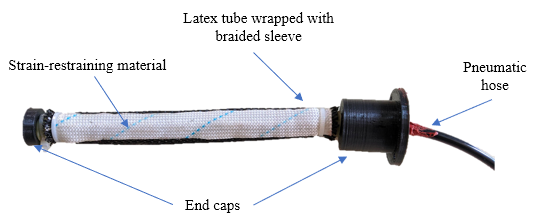 Latex tube wrapped with
braided sleeve
Strain-restraining material
Pneumatic
hose
End caps